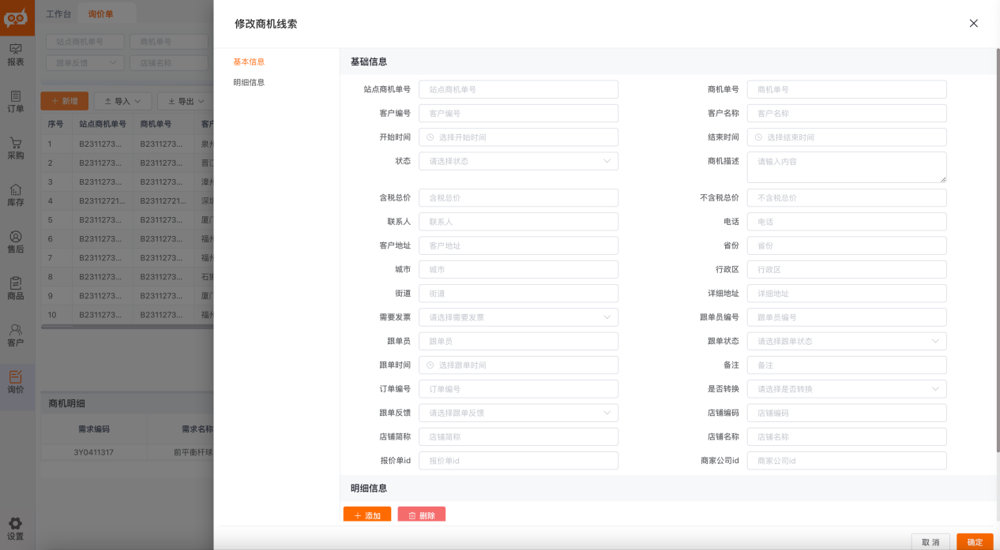 工作台 询价单
站点商机单号 商机单号
跟单反馈 店铺名称
新增 导入 导出
序号 站点商机单号 商机单号
1 B2311273... B2311273...
2 B2311273... B2311273...
3 B2311273... B2311273...
4 B23112721... B23112721...
5 B2311273... B2311273...
6 B2311273... B2311273...
7 B2311273... B2311273...
8 B2311273... B2311273...
9 B2311273... B2311273...
10 B2311273... B2311273...
商机明细
需求编码 需求名称
3Y0411317 前平衡杆球
报表
订单
采购
库存
售后
商品
客户
询价
设置
修改商机线索
基本信息
明细信息
基础信息
站点商机单号 站点商机单号 商机单号 商机单号
客户编号 客户编号 客户名称 客户名称
开始时间 选择开始时间 结束时间 选择结束时间
状态 请选择状态 商机描述 请输入内容
含税总价 含税总价 不含税总价 不含税总价
联系人 联系人 电话 电话
客户地址 客户地址 省份 省份
城市 城市 行政区 行政区
街道 街道 详细地址 详细地址
需要发票 请选择需要发票 跟单员编号 跟单员编号
跟单员 跟单员 跟单状态 请选择跟单状态
跟单时间 选择跟单时间 备注 备注
订单编号 订单编号 是否转换 请选择是否转换
跟单反馈 请选择跟单反馈 店铺编码 店铺编码
店铺简称 店铺简称 店铺名称 店铺名称
报价单id 报价单id 商家公司id 商家公司id
明细信息
添加 删除
取 消 确定